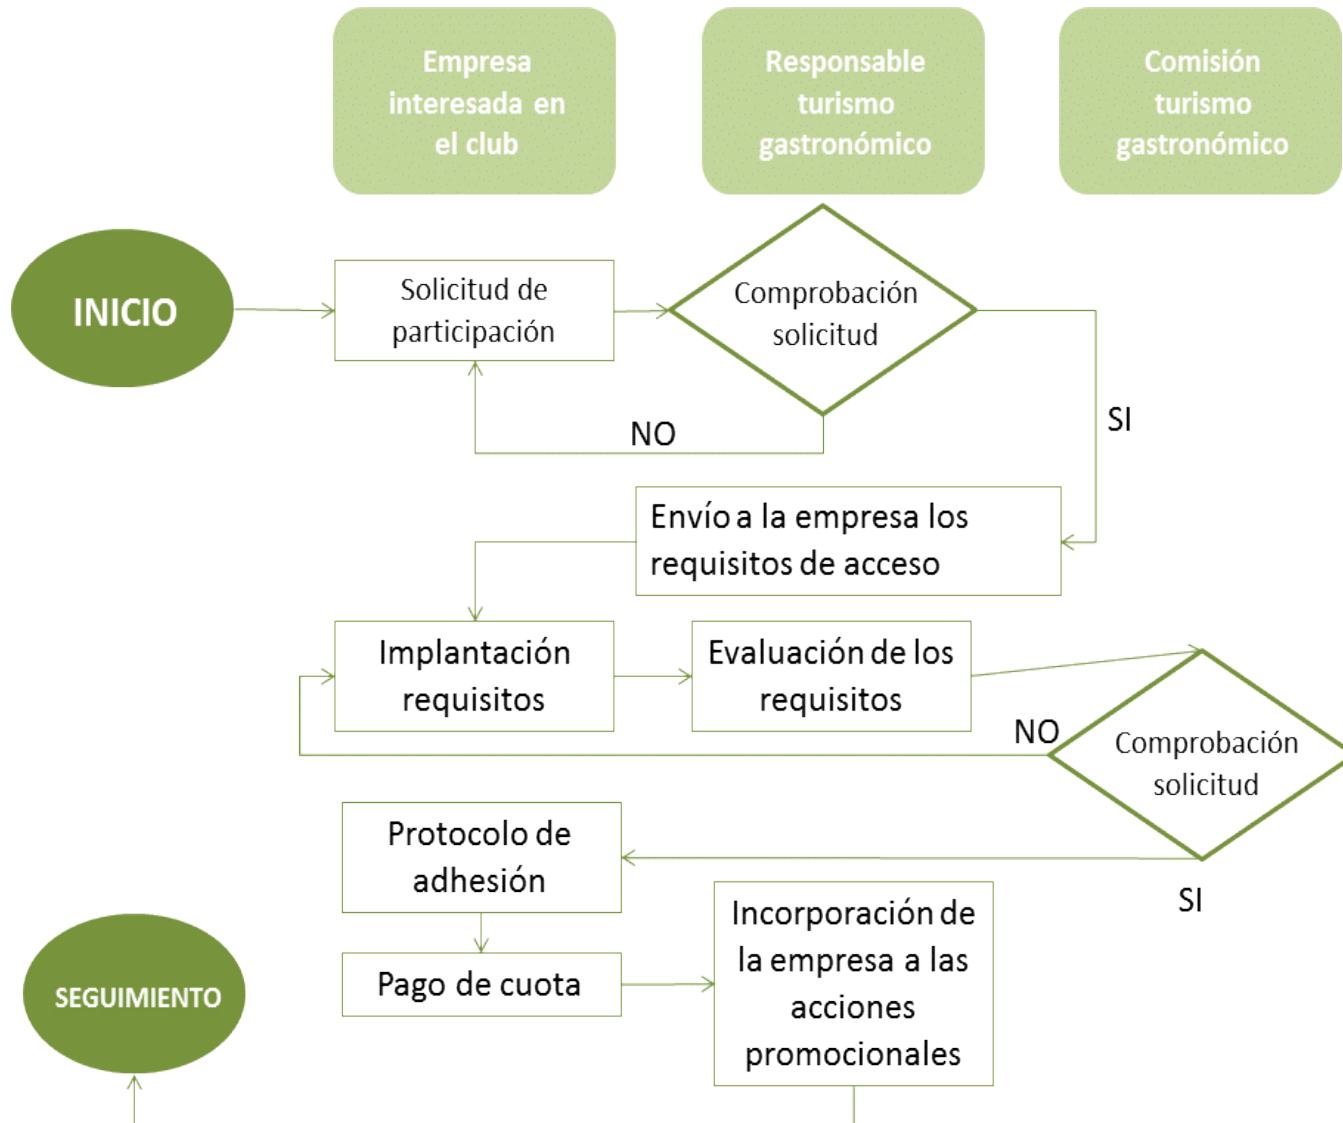 Empresa
interesada en
el club
Responsable
turismo
gastronómico
Comisión
turismo
gastronómico
INICIO
Solicitud de
participación
Comprobación
solicitud
NO
SI
Envío a la empresa los
requisitos de acceso
Implantación
requisitos
Evaluación de los
requisitos
NO
Comprobación
solicitud
SI
Protocolo de
adhesión
Pago de cuota
Incorporación de
la empresa a las
acciones
promocionales
SEGUIMIENTO